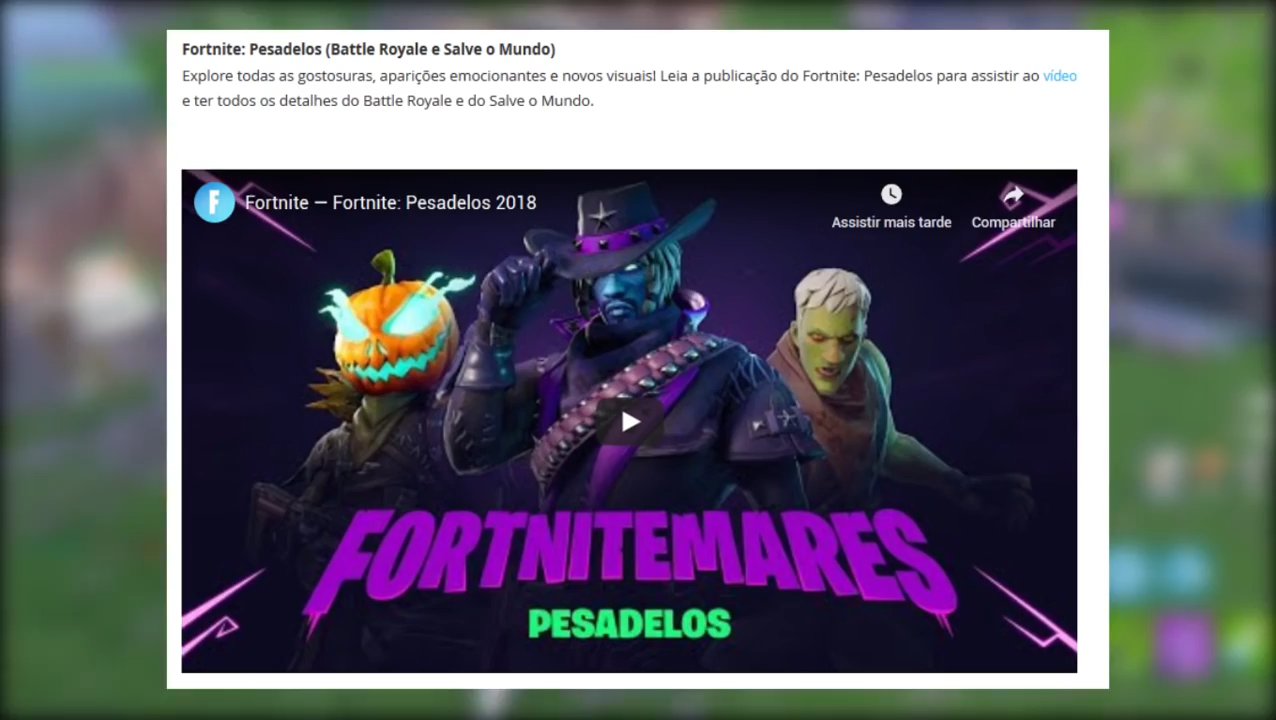 Fortnite: Pesadelos (Battle Royale e Salve o Mundo)
Explore todas as gostosuras, aparições emocionantes e novos visuais! Leia a publicação do Fortnite: Pesadelos para assistir ao vídeo
e ter todos os detalhes do Battle Royale e do Salve o Mundo.
F Fortnite — Fortnite: Pesadelos 2018
Assistir mais tarde Compartilhar
FORTNITEMARES
PESADELOS